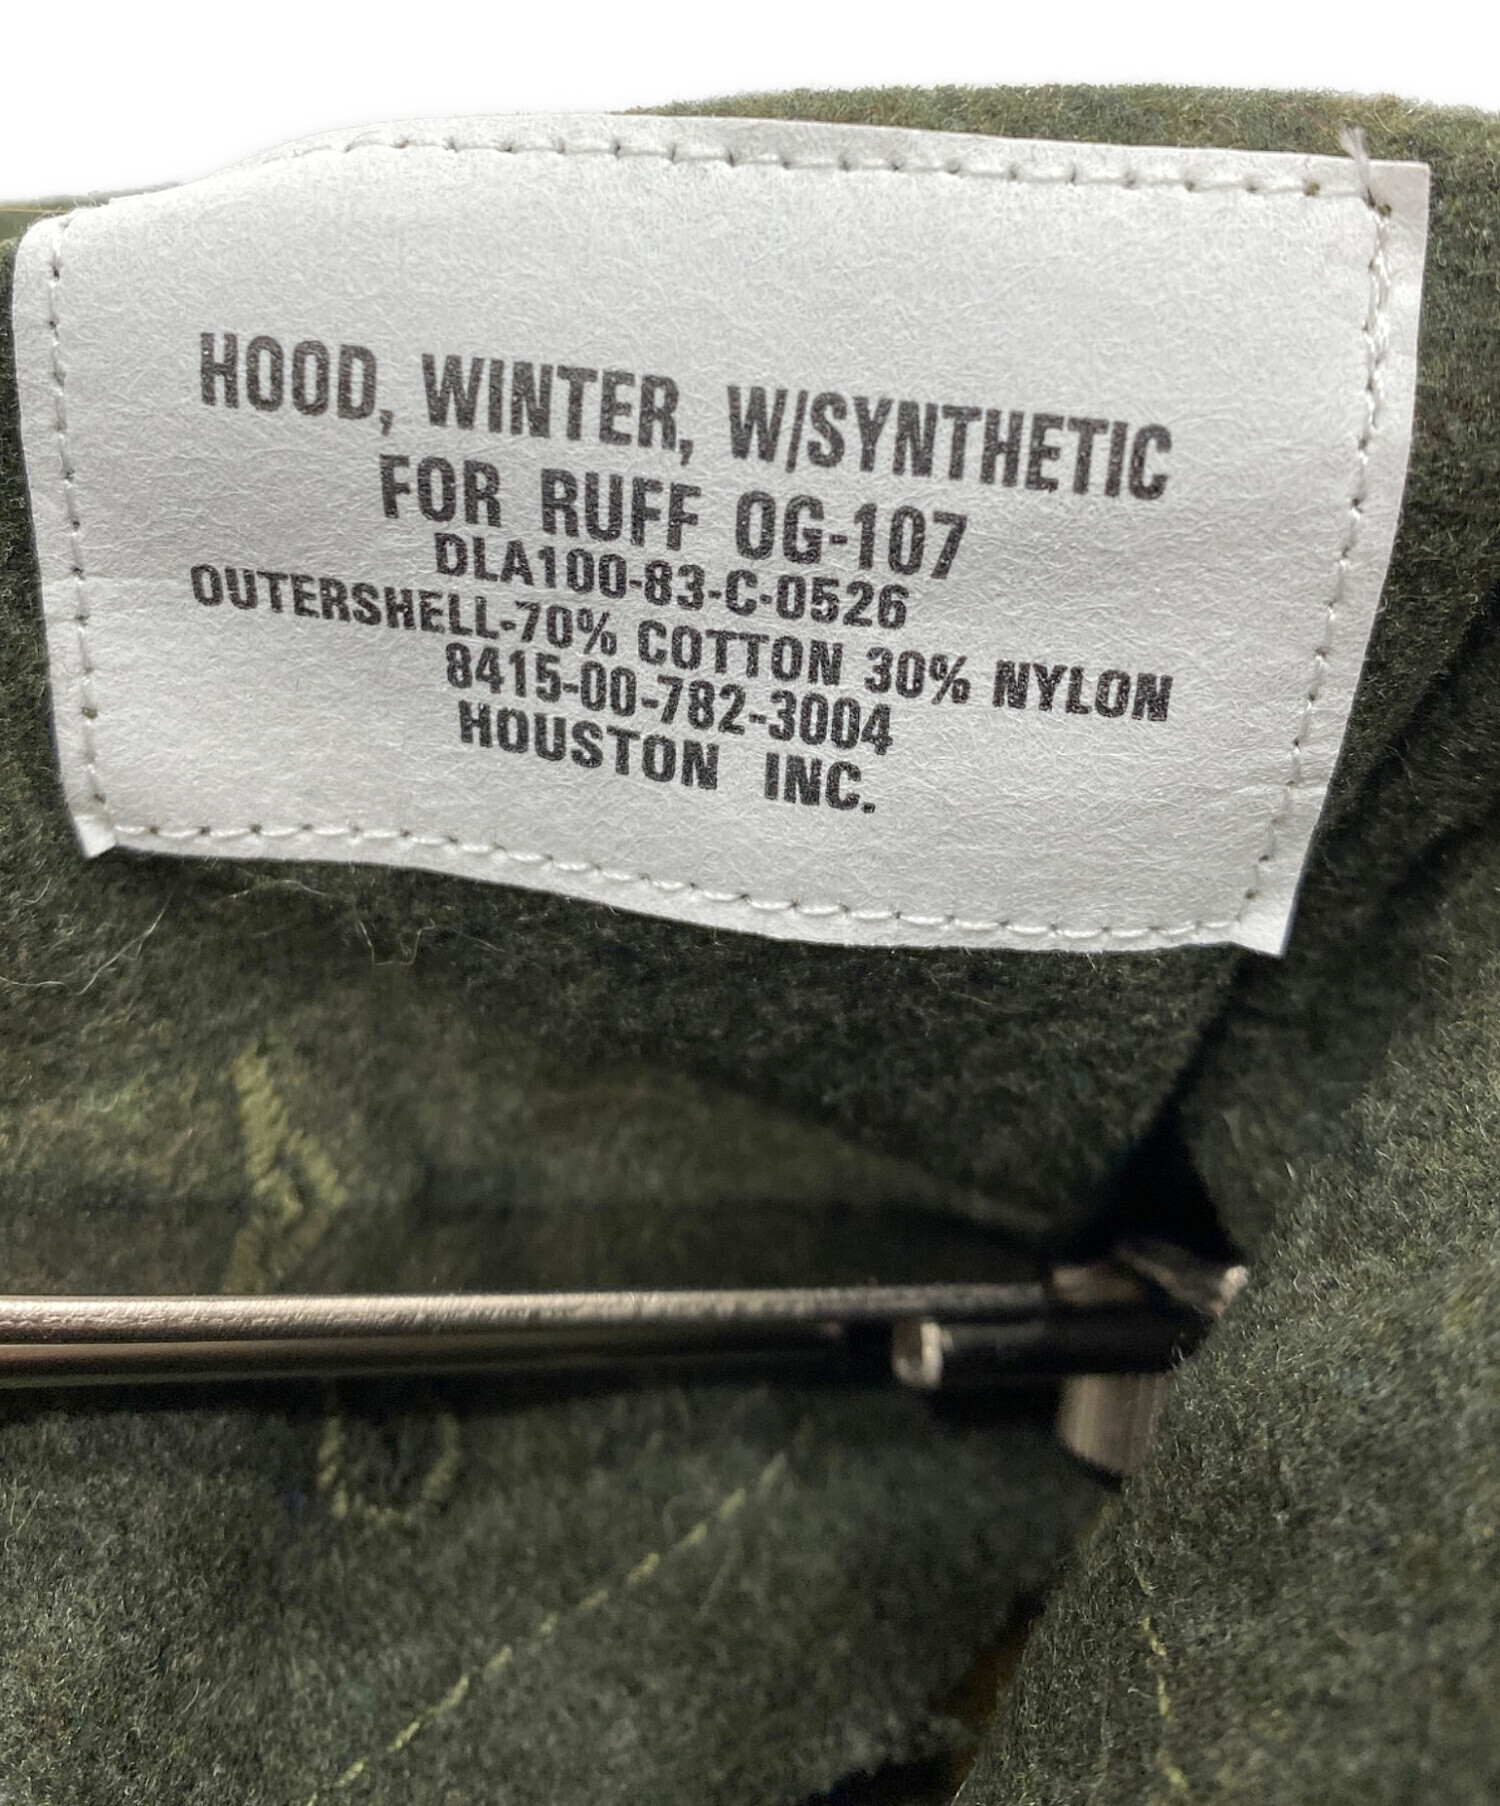 HOOD, WINTER, W/SYNTHETIC
FOR RUFF OG-107
DLA100-83-C-0526
OUTERSHELL-70% COTTON 30% NYLON
8415-00-782-3004
HOUSTON INC.